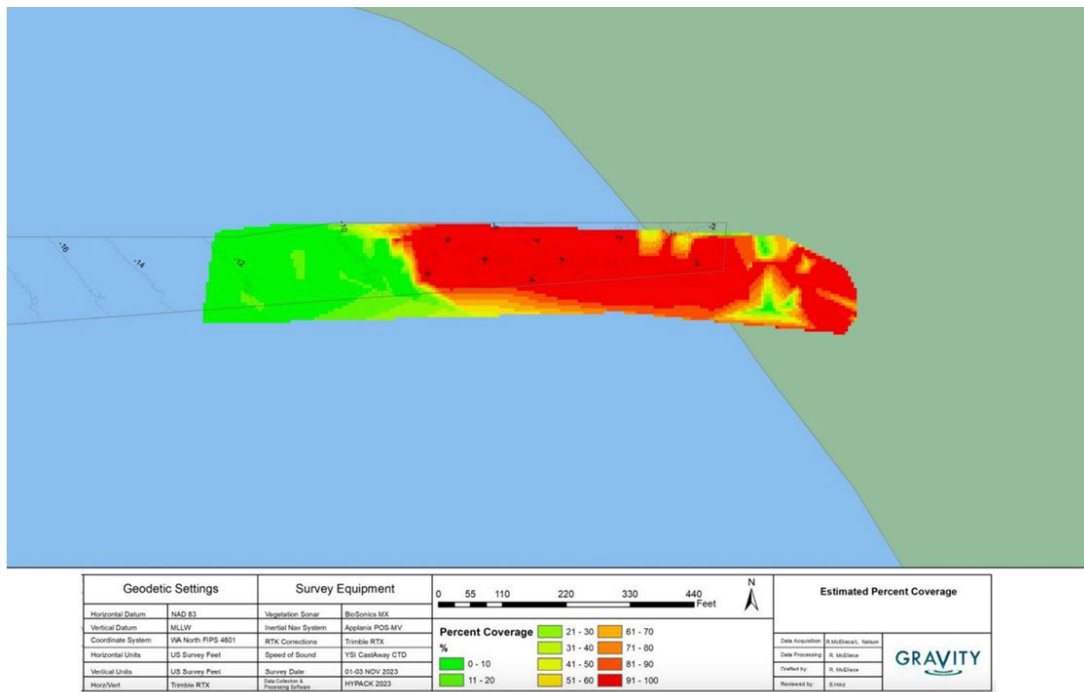 -10
-2
-16
-14
-12
Geodetic Settings
Horizontal Datum NAD 83
Vertical Datum MLLW
Coordinate System WA North FIPS 4601
Horizontal Units US Survey Feet
Vertical Units US Survey Feet
Horz/Vert Trimble RTX
Survey Equipment
Vegetation Sonar BioSonics MX
Inertial Nav System Applanix POS-MV
RTK Corrections Trimble RTX
Speed of Sound YSI CastAway CTD
Survey Date 01-03 NOV 2023
Data Collection &
Processing Software HYPACK 2023
0 55 110 220 330 440
Feet
N
Percent Coverage
%
0 - 10
11 - 20
21 - 30
31 - 40
41 - 50
51 - 60
61 - 70
71 - 80
81 - 90
91 - 100
Estimated Percent Coverage
Data Acquisition: R.McEliece/L. Nelson
Data Processing: R. McEliece
Drafted by: R. McEliece
Reviewed by: S.Hinz
GRAVITY